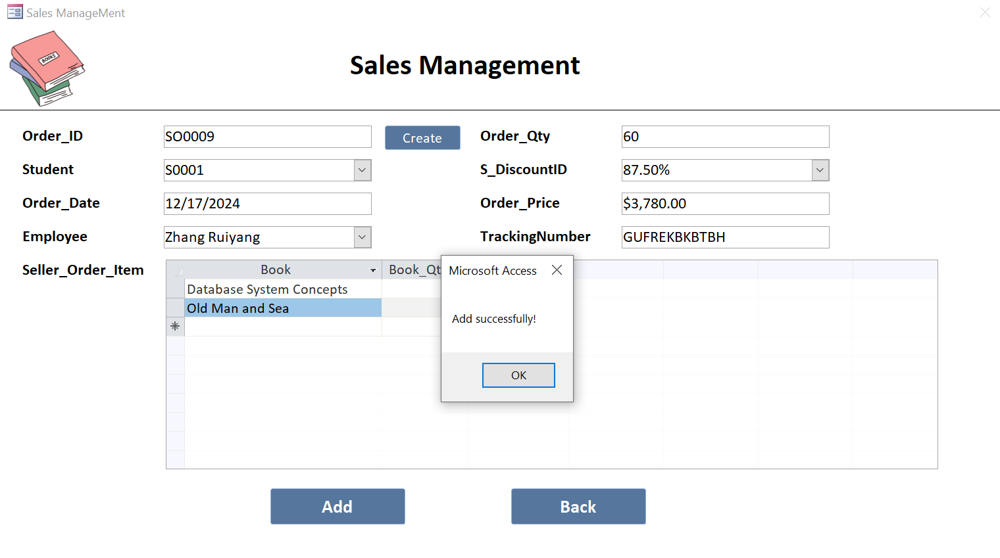 Sales ManageMent
BOOKS
Sales Management
Order_ID SO0009 Create Order_Qty 60
Student S0001 S_DiscountID 87.50%
Order_Date 12/17/2024 Order_Price $3,780.00
Employee Zhang Ruiyang TrackingNumber GUFREKBKBTBH
Seller_Order_Item Book Book_Qt
Microsoft Access
Database System Concepts
Old Man and Sea
Add successfully!
OK
Add Back